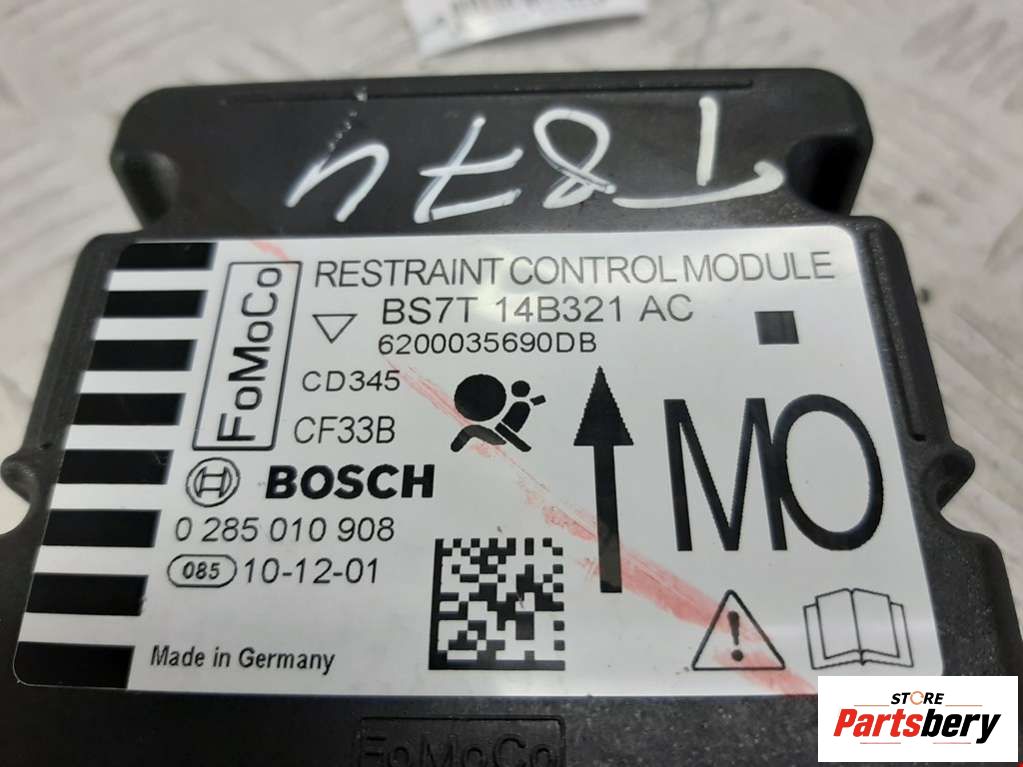 T874
RESTRAINT CONTROL MODULE
BS7T 14B321 AC
6200035690DB
FoMoCo
CD345
CF33B
BOSCH
0 285 010 908
085 10-12-01
MO
Made in Germany
FoMoCo
STORE
Partsbery